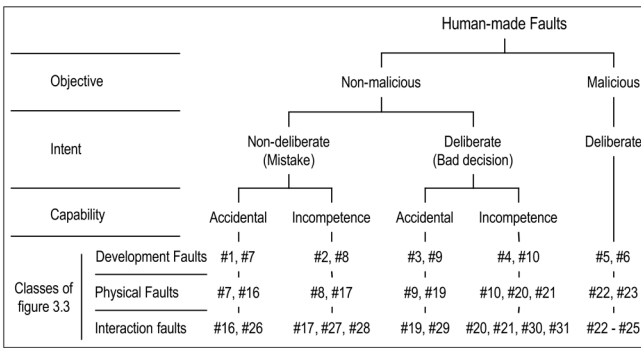 Human-made Faults
Objective Non-malicious Malicious
Intent Non-deliberate Deliberate Deliberate
(Mistake) (Bad decision)
Capability Accidental Incompetence Accidental Incompetence
Development Faults #1, #7 #2, #8 #3, #9 #4, #10 #5, #6
Classes of
figure 3.3
Physical Faults #7, #16 #8, #17 #9, #19 #10, #20, #21 #22, #23
Interaction faults #16, #26 #17, #27, #28 #19, #29 #20, #21, #30, #31 #22 - #25